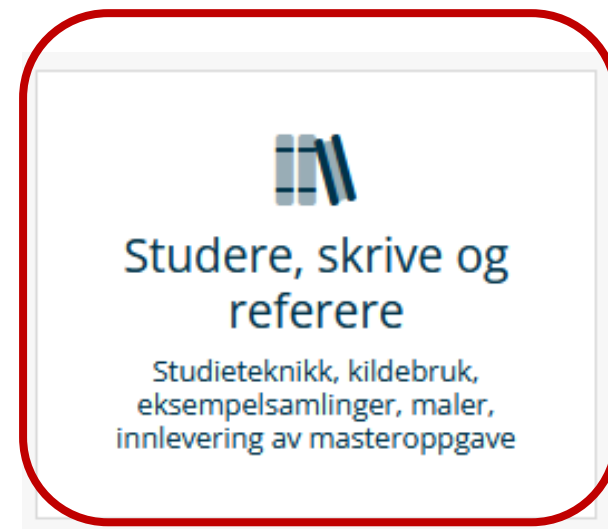 Studere, skrive og
referere
Studieteknikk, kildebruk,
eksempelsamlinger, maler,
innlevering av masteroppgave